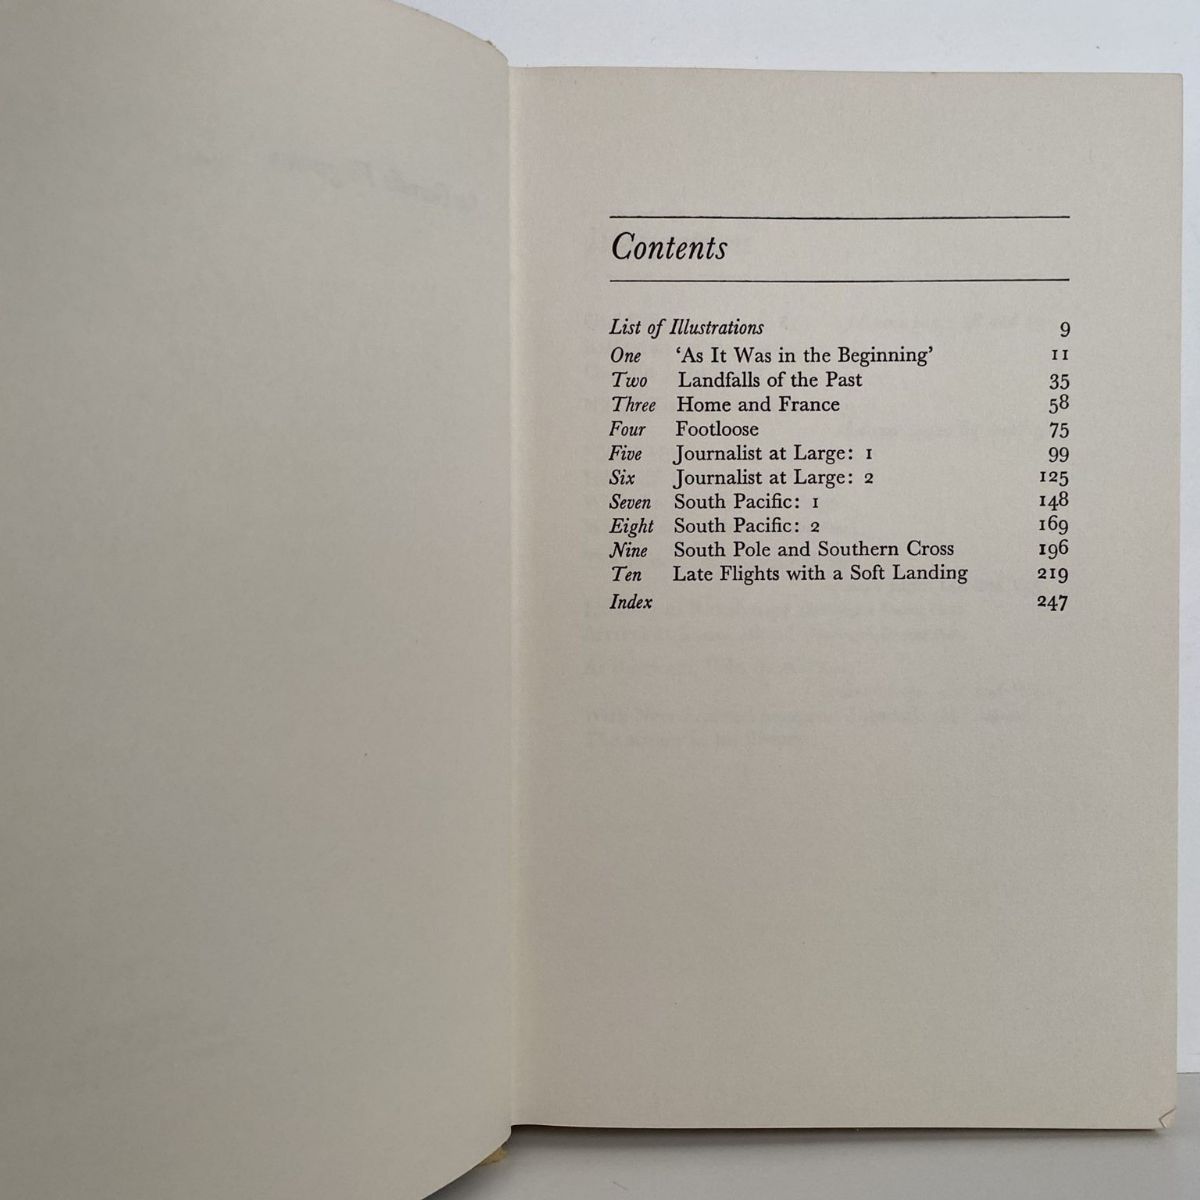 Contents
List of Illustrations 9
One 'As It Was in the Beginning' 11
Two Landfalls of the Past 35
Three Home and France 58
Four Footloose 75
Five Journalist at Large: 1 99
Six Journalist at Large: 2 125
Seven South Pacific: 1 148
Eight South Pacific: 2 169
Nine South Pole and Southern Cross 196
Ten Late Flights with a Soft Landing 219
Index 247